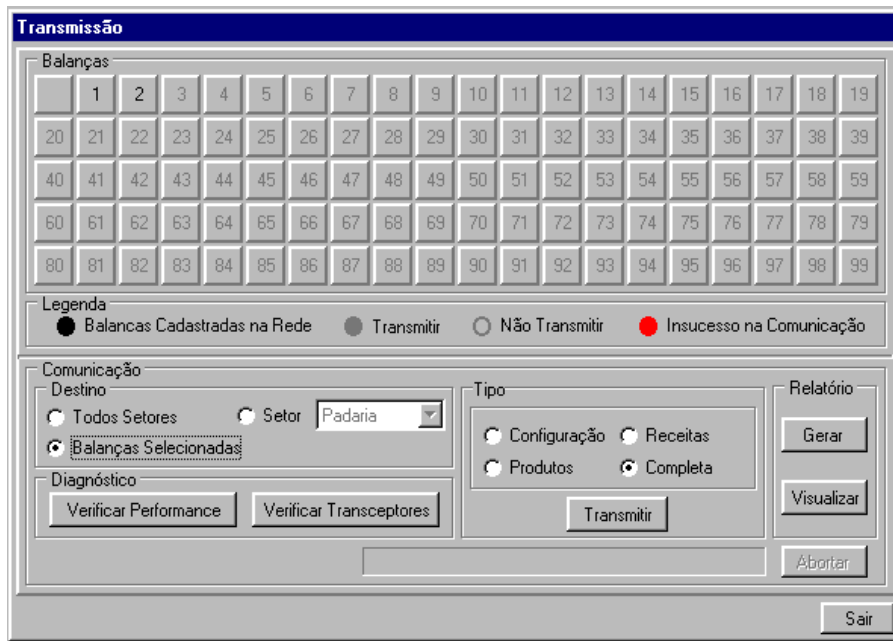 Transmissão
Balanças
1 2 3 4 5 6 7 8 9 10 11 12 13 14 15 16 17 18 19
20 21 22 23 24 25 26 27 28 29 30 31 32 33 34 35 36 37 38 39
40 41 42 43 44 45 46 47 48 49 50 51 52 53 54 55 56 57 58 59
60 61 62 63 64 65 66 67 68 69 70 71 72 73 74 75 76 77 78 79
80 81 82 83 84 85 86 87 88 89 90 91 92 93 94 95 96 97 98 99
Legenda
Balancas Cadastradas na Rede Transmitir Não Transmitir Insucesso na Comunicação
Comunicação
Destino
Todos Setores Setor Padaria
Balanças Selecionadas
Diagnóstico
Verificar Performance Verificar Transceptores
Tipo
Configuração Receitas
Produtos Completa
Transmitir
Relatório
Gerar
Visualizar
Abortar
Sair